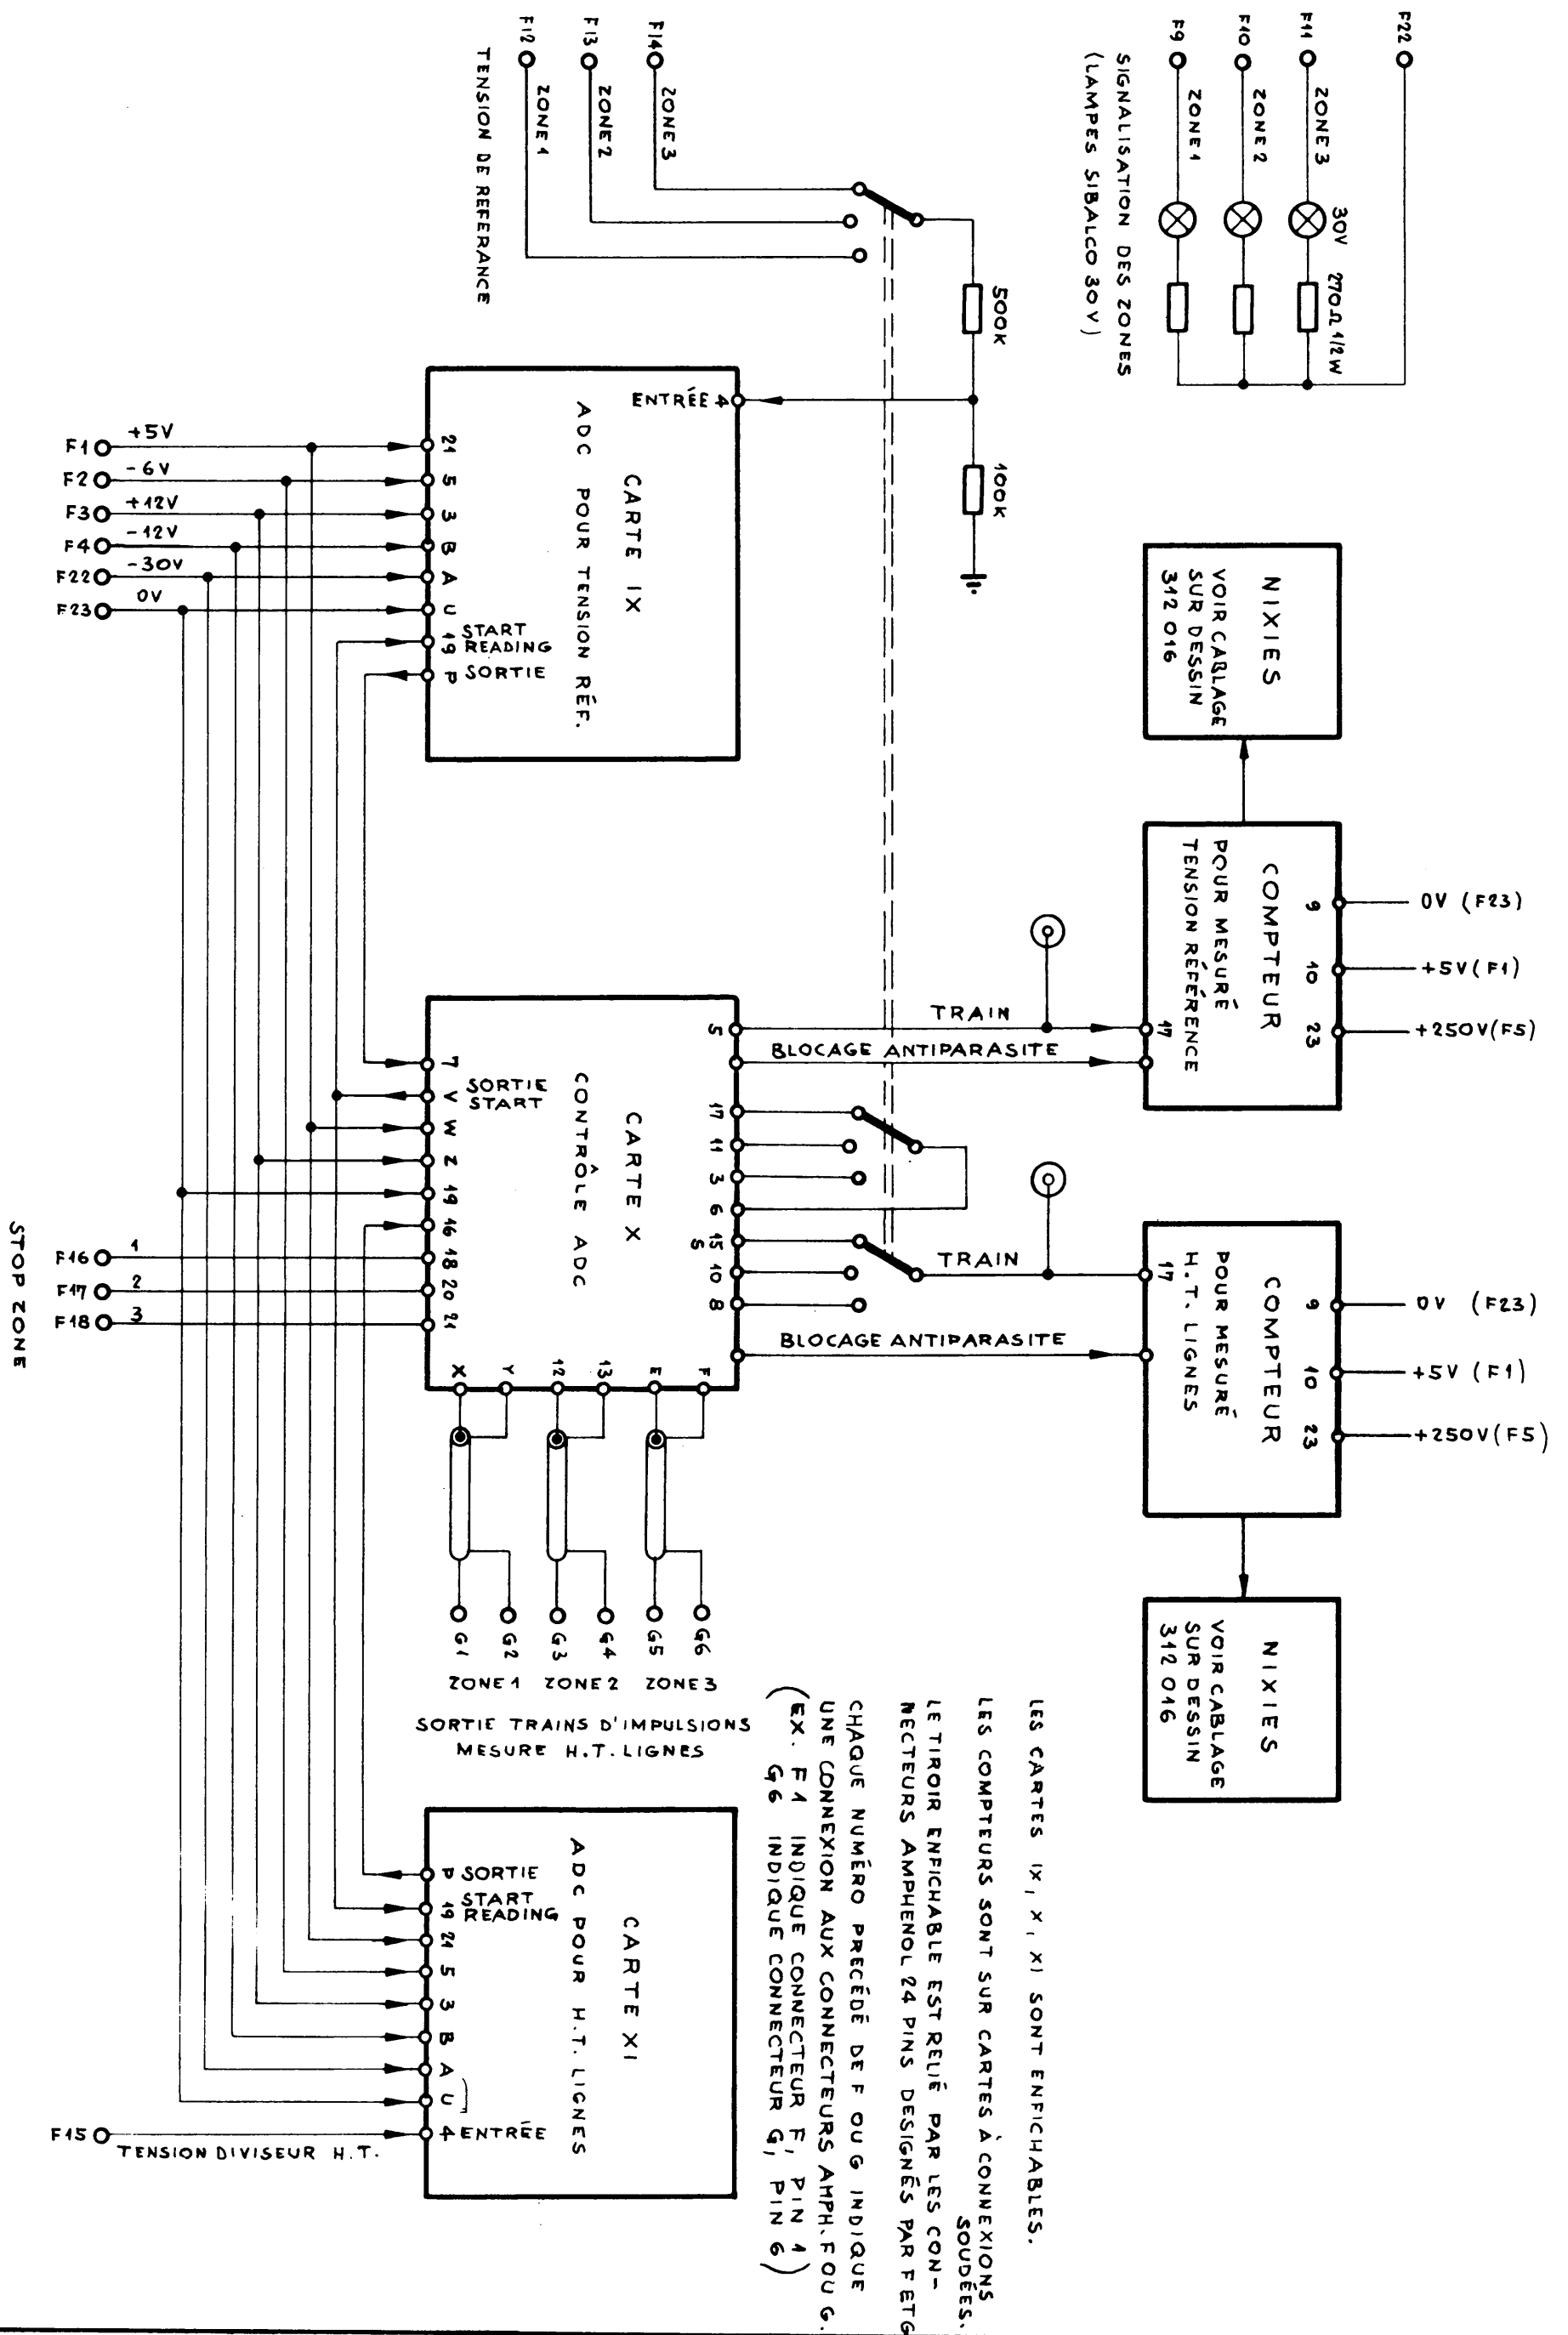 F22
F11
F10
F9
ZONE 3
ZONE 2
ZONE 1
30V
270Ω 1/2W
SIGNALISATION DES ZONES
(LAMPES SIBALCO 30V)
F14
F13
F12
ZONE 3
ZONE 2
ZONE 1
TENSION DE REFERANCE
500K
100K
ENTRÉE 4
CARTE IX
ADC POUR TENSION RÉF.
F1
+5V
21
F2
-6V
5
F3
+12V
3
F4
-12V
B
F22
-30V
A
F23
0V
U
19
START
READING
P SORTIE
NIXIES
VOIR CABLAGE
SUR DESSIN
312 016
COMPTEUR
POUR MESURÉ
TENSION RÉFÉRENCE
9
0V (F23)
10
+5V (F1)
23
+250V (F5)
17
TRAIN
BLOCAGE ANTIPARASITE
5
17
11
3
6
15
S
10
8
TRAIN
BLOCAGE ANTIPARASITE
CARTE X
CONTRÔLE ADC
T
V
SORTIE
START
W
Z
19
16
18
20
21
F16
1
F17
2
F18
3
STOP ZONE
X
Y
12
13
E
F
G1
G2
G3
G4
G5
G6
ZONE 1
ZONE 2
ZONE 3
SORTIE TRAINS D'IMPULSIONS
MESURE H.T. LIGNES
COMPTEUR
POUR MESURÉ
H.T. LIGNES
17
9
0V (F23)
10
+5V (F1)
23
+250V (F5)
NIXIES
VOIR CABLAGE
SUR DESSIN
312 016
CARTE XI
ADC POUR H.T. LIGNES
P SORTIE
19
START
READING
21
5
3
B
A
U
4 ENTRÉE
F15
TENSION DIVISEUR H.T.
LES CARTES IX, X, XI SONT ENFICHABLES.
LES COMPTEURS SONT SUR CARTES À CONNEXIONS
SOUDÉES.
LE TIROIR ENFICHABLE EST RELIÉ PAR LES CON-
NECTEURS AMPHENOL 24 PINS DESIGNÉS PAR F ET G
CHAQUE NUMÉRO PRECÉDÉ DE F OU G INDIQUE
UNE CONNEXION AUX CONNECTEURS AMPH. F OU G.
(EX. F1 INDIQUE CONNECTEUR F, PIN 1
G6 INDIQUE CONNECTEUR G, PIN 6)